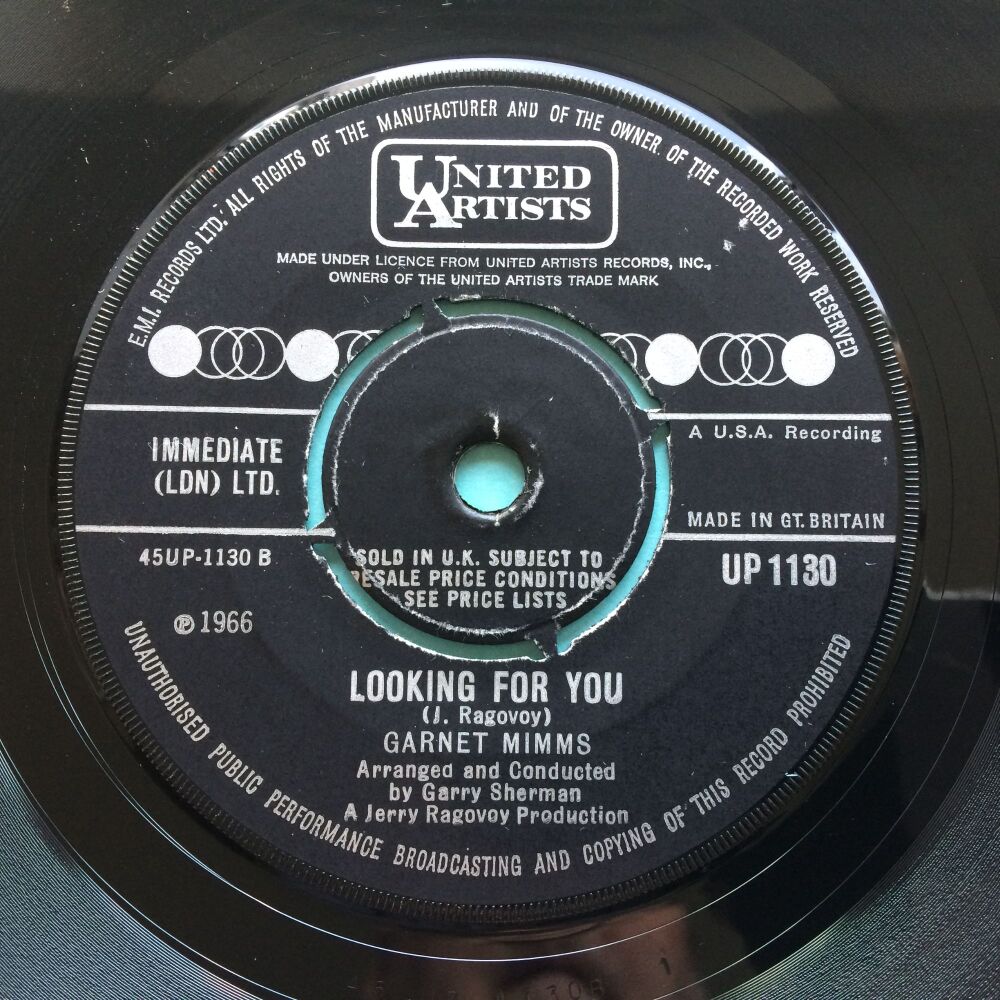 E.M.I. RECORDS LTD. ALL RIGHTS OF THE MANUFACTURER AND OF THE OWNER OF THE RECORDED WORK RESERVED
UNITED
ARTISTS
MADE UNDER LICENCE FROM UNITED ARTISTS RECORDS, INC.,
OWNERS OF THE UNITED ARTISTS TRADE MARK
IMMEDIATE
(LDN) LTD.
A U.S.A. Recording
MADE IN GT. BRITAIN
45UP-1130 B
UP 1130
SOLD IN U.K. SUBJECT TO
RESALE PRICE CONDITIONS
SEE PRICE LISTS
℗ 1966
LOOKING FOR YOU
(J. Ragovoy)
GARNET MIMMS
Arranged and Conducted
by Garry Sherman
A Jerry Ragovoy Production
UNAUTHORISED PUBLIC PERFORMANCE BROADCASTING AND COPYING OF THIS RECORD PROHIBITED